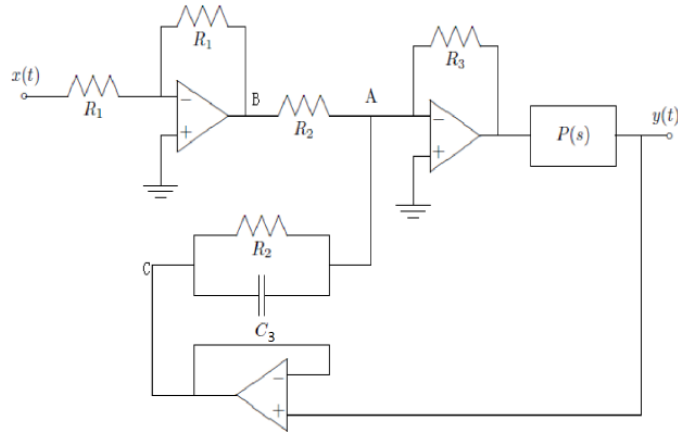 R₁
R₃
x(t)
B
A
y(t)
−
−
R₁
R₂
P(s)
+
+
R₂
C
C₃
−
+